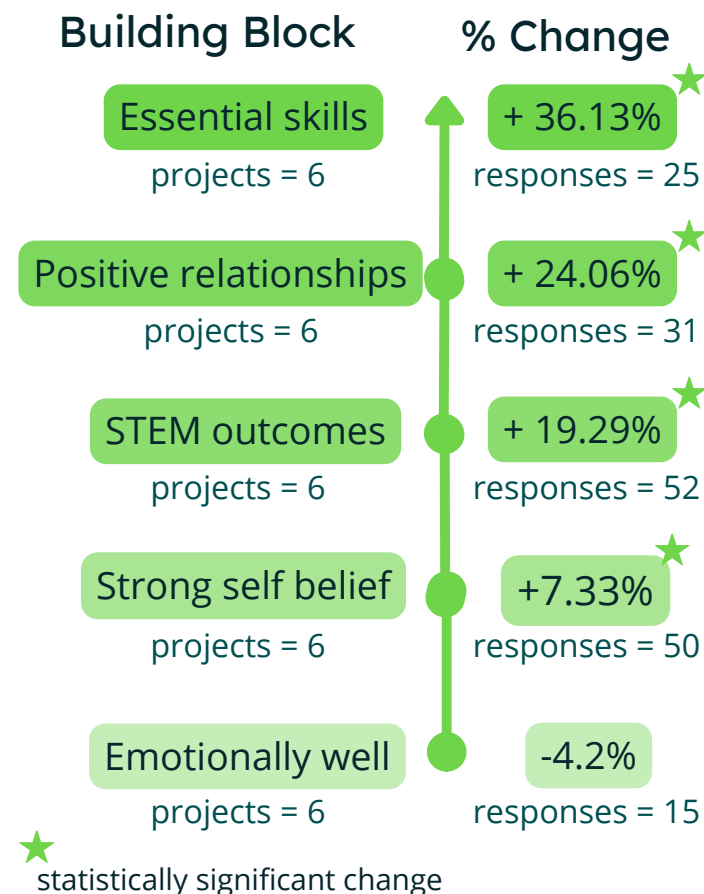 Building Block % Change
Essential skills + 36.13%
projects = 6 responses = 25
Positive relationships + 24.06%
projects = 6 responses = 31
STEM outcomes + 19.29%
projects = 6 responses = 52
Strong self belief +7.33%
projects = 6 responses = 50
Emotionally well -4.2%
projects = 6 responses = 15
statistically significant change